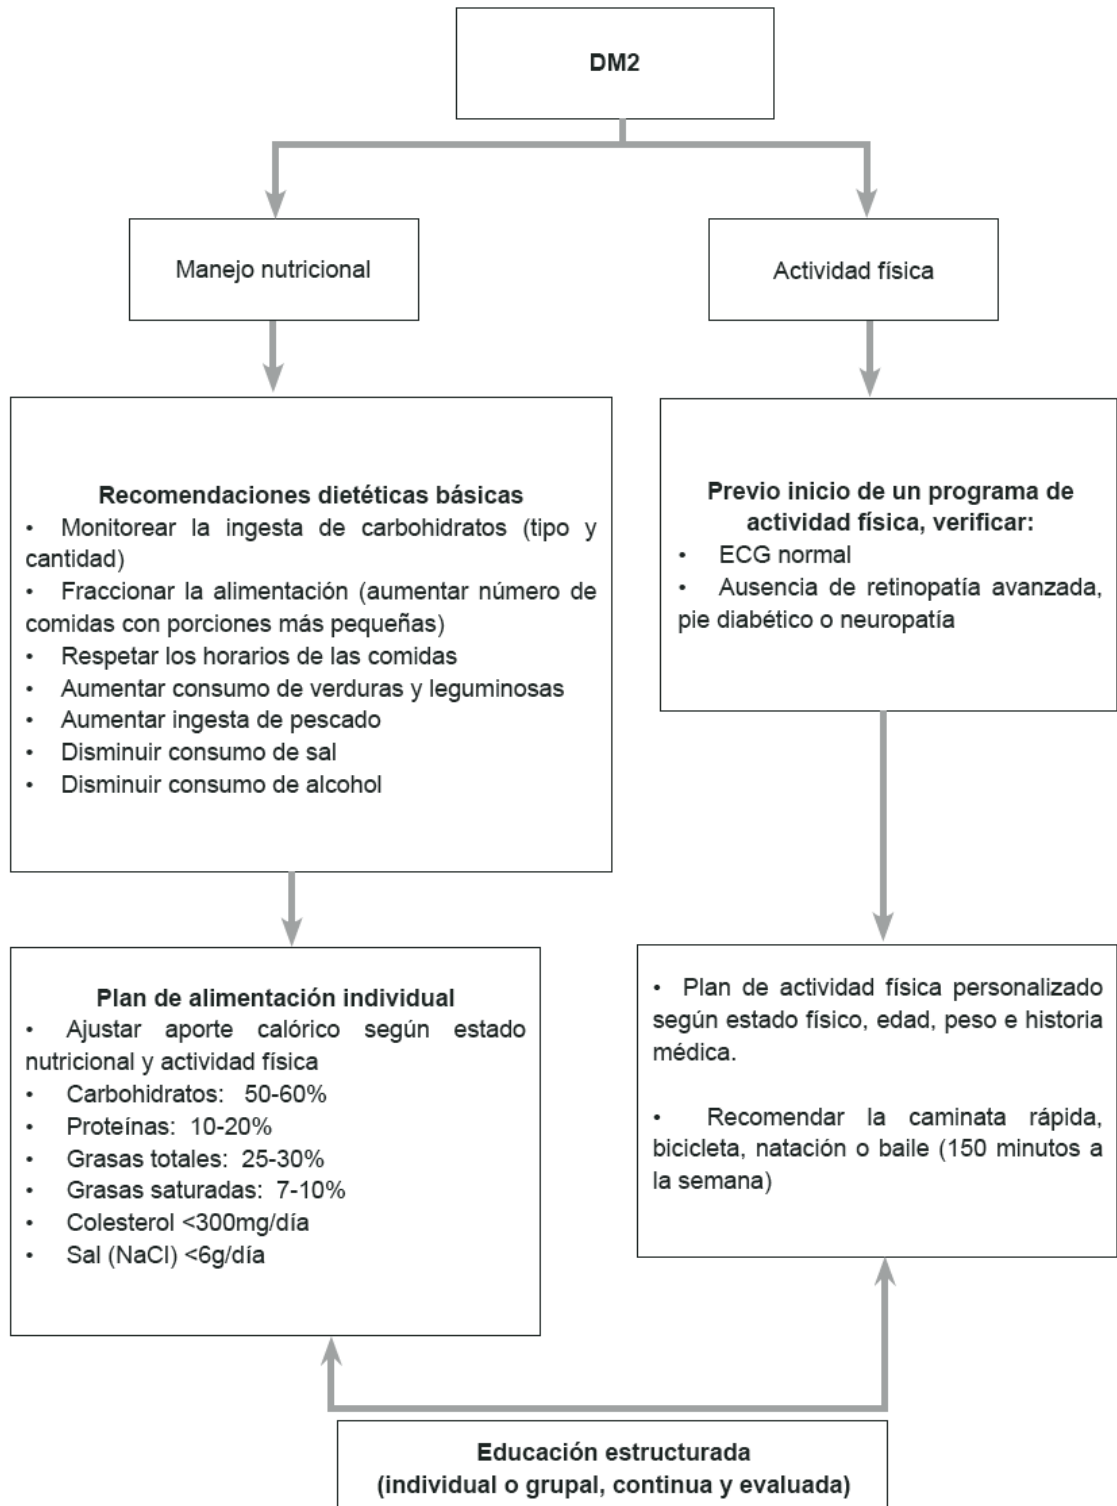 DM2
Manejo nutricional
Actividad física
Recomendaciones dietéticas básicas
• Monitorear la ingesta de carbohidratos (tipo y
cantidad)
• Fraccionar la alimentación (aumentar número de
comidas con porciones más pequeñas)
• Respetar los horarios de las comidas
• Aumentar consumo de verduras y leguminosas
• Aumentar ingesta de pescado
• Disminuir consumo de sal
• Disminuir consumo de alcohol
Previo inicio de un programa de
actividad física, verificar:
• ECG normal
• Ausencia de retinopatía avanzada,
pie diabético o neuropatía
Plan de alimentación individual
• Ajustar aporte calórico según estado
nutricional y actividad física
• Carbohidratos: 50-60%
• Proteínas: 10-20%
• Grasas totales: 25-30%
• Grasas saturadas: 7-10%
• Colesterol <300mg/día
• Sal (NaCl) <6g/día
• Plan de actividad física personalizado
según estado físico, edad, peso e historia
médica.
• Recomendar la caminata rápida,
bicicleta, natación o baile (150 minutos a
la semana)
Educación estructurada
(individual o grupal, continua y evaluada)